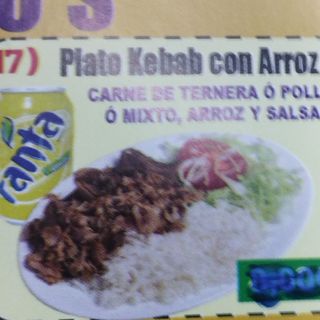 O'S
17) Plato Kebab con Arroz
CARNE DE TERNERA Ó POLL
Ó MIXTO, ARROZ Y SALSA
Fanta